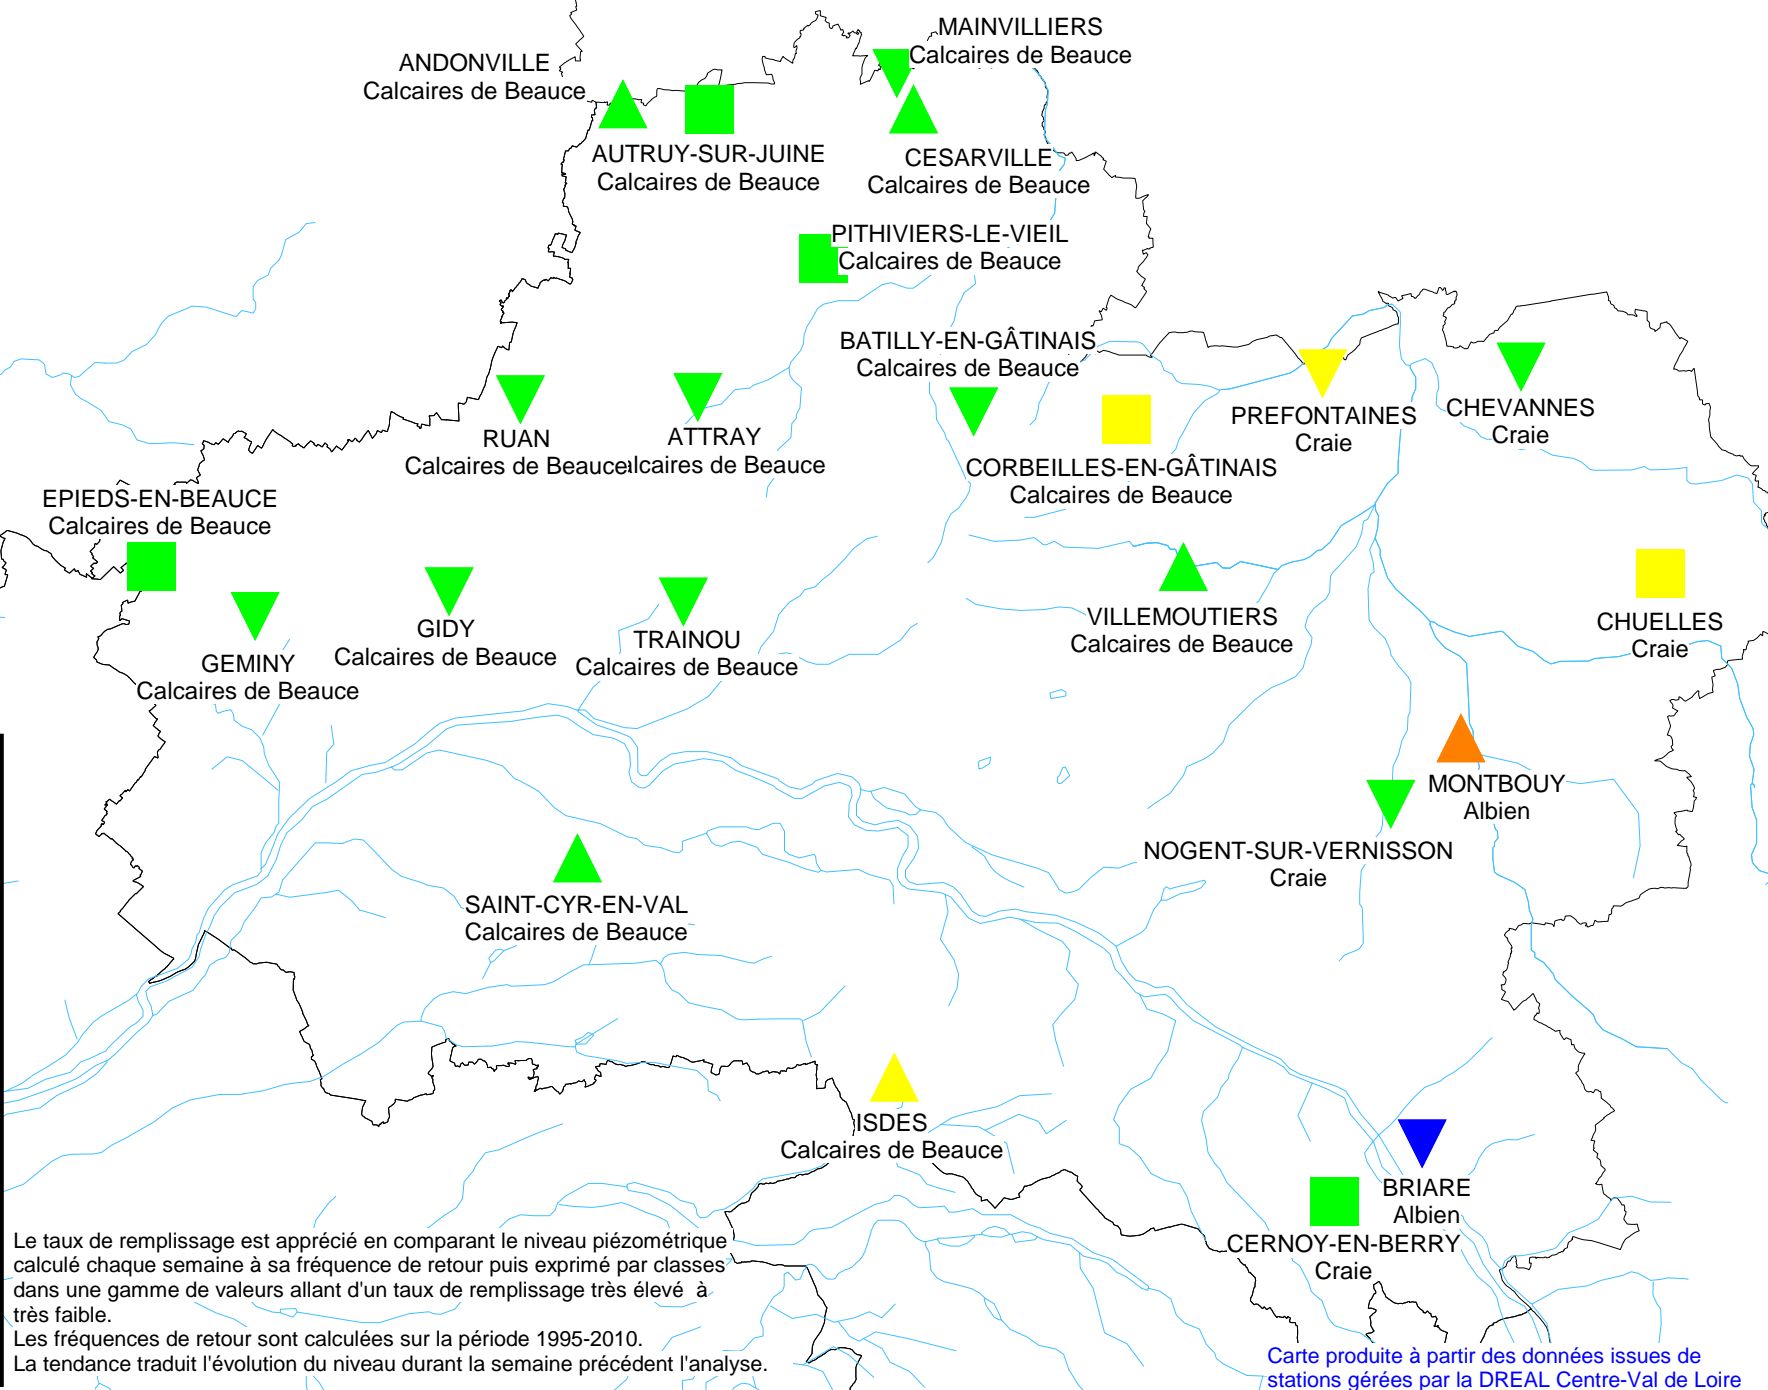 MAINVILLIERS
Calcaires de Beauce
ANDONVILLE
Calcaires de Beauce
AUTRUY-SUR-JUINE
Calcaires de Beauce
CESARVILLE
Calcaires de Beauce
PITHIVIERS-LE-VIEIL
Calcaires de Beauce
BATILLY-EN-GÂTINAIS
Calcaires de Beauce
PREFONTAINES
Craie
CHEVANNES
Craie
RUAN
Calcaires de Beauce
ATTRAY
lcaires de Beauce
CORBEILLES-EN-GÂTINAIS
Calcaires de Beauce
EPIEDS-EN-BEAUCE
Calcaires de Beauce
VILLEMOUTIERS
Calcaires de Beauce
CHUELLES
Craie
GIDY
Calcaires de Beauce
TRAINOU
Calcaires de Beauce
GEMINY
Calcaires de Beauce
MONTBOUY
Albien
NOGENT-SUR-VERNISSON
Craie
SAINT-CYR-EN-VAL
Calcaires de Beauce
ISDES
Calcaires de Beauce
BRIARE
Albien
CERNOY-EN-BERRY
Craie
Le taux de remplissage est apprécié en comparant le niveau piézométrique
calculé chaque semaine à sa fréquence de retour puis exprimé par classes
dans une gamme de valeurs allant d'un taux de remplissage très élevé à
très faible.
Les fréquences de retour sont calculées sur la période 1995-2010.
La tendance traduit l'évolution du niveau durant la semaine précédent l'analyse.
Carte produite à partir des données issues de
stations gérées par la DREAL Centre-Val de Loire